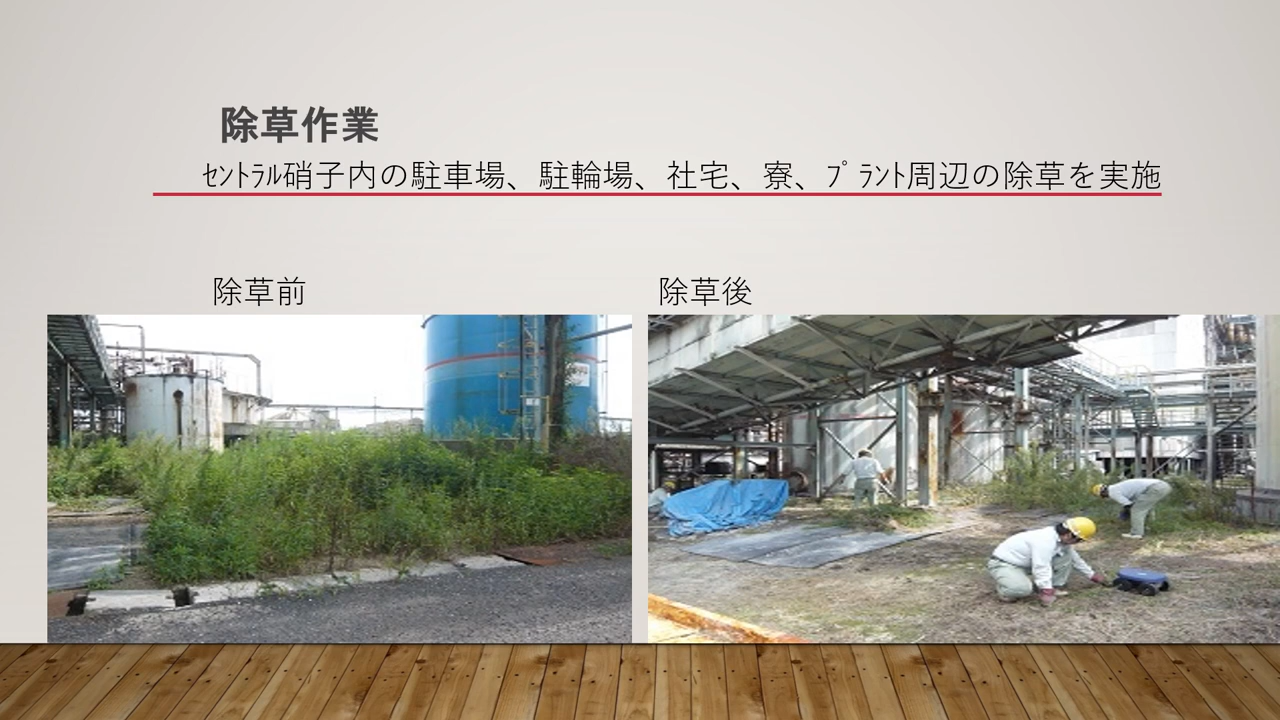 除草作業
ｾﾝﾄﾗﾙ硝子内の駐車場、駐輪場、社宅、寮、ﾌﾟﾗﾝﾄ周辺の除草を実施
除草前
除草後